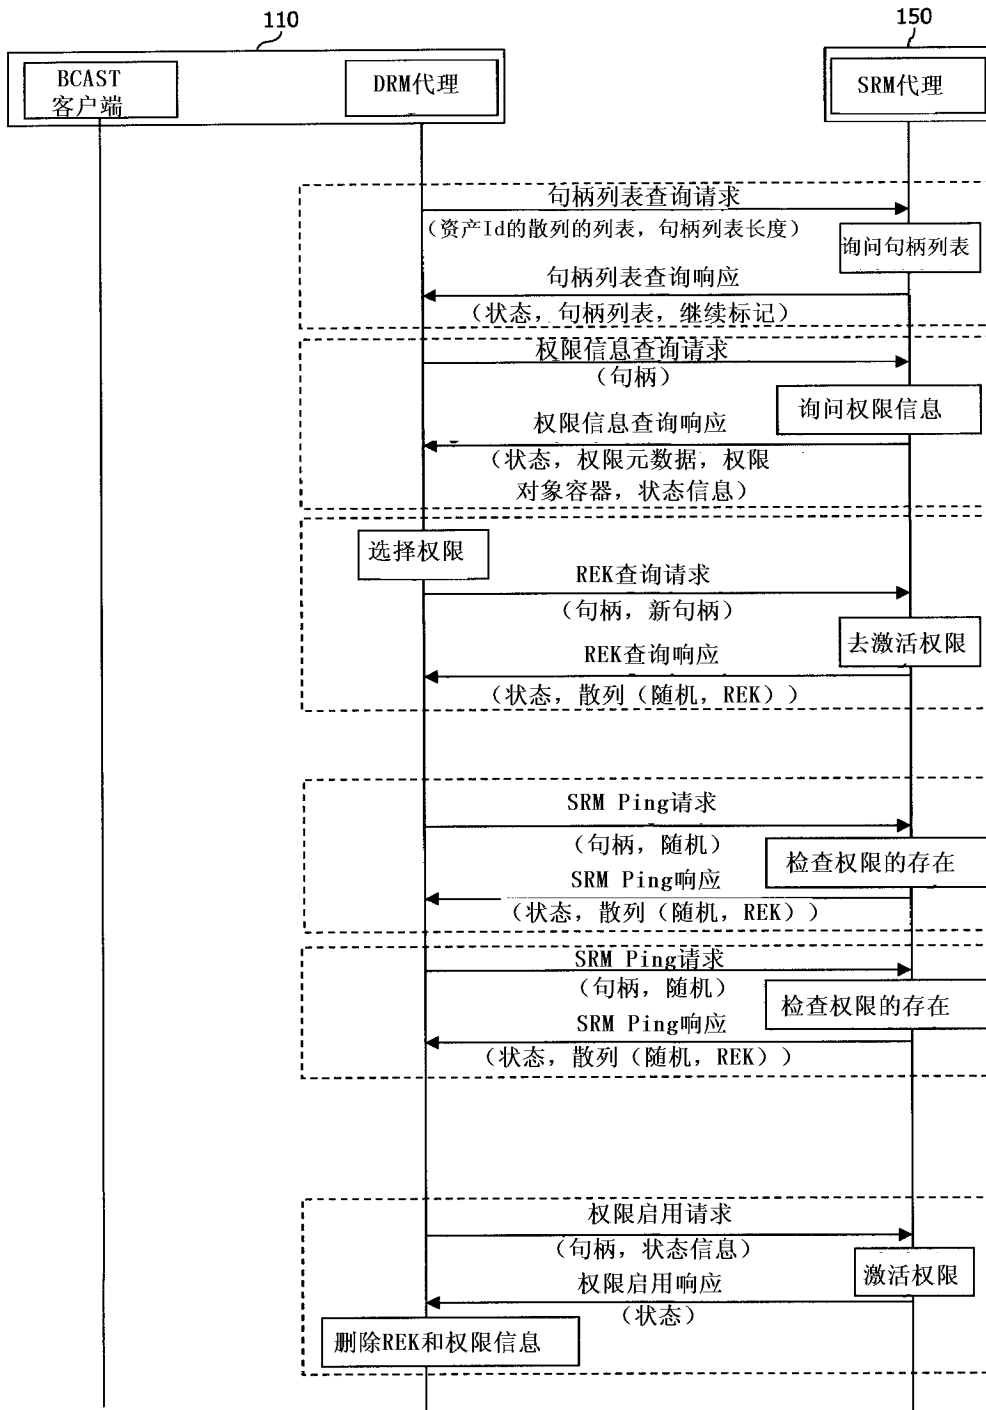 110
150
BCAST
客户端
DRM代理
SRM代理
句柄列表查询请求
（资产Id的散列的列表，句柄列表长度）
询问句柄列表
句柄列表查询响应
（状态，句柄列表，继续标记）
权限信息查询请求
（句柄）
询问权限信息
权限信息查询响应
（状态，权限元数据，权限
对象容器，状态信息）
选择权限
REK查询请求
（句柄，新句柄）
去激活权限
REK查询响应
（状态，散列（随机，REK））
SRM Ping请求
（句柄，随机）
检查权限的存在
SRM Ping响应
（状态，散列（随机，REK））
SRM Ping请求
（句柄，随机）
检查权限的存在
SRM Ping响应
（状态，散列（随机，REK））
权限启用请求
（句柄，状态信息）
激活权限
权限启用响应
（状态）
删除REK和权限信息